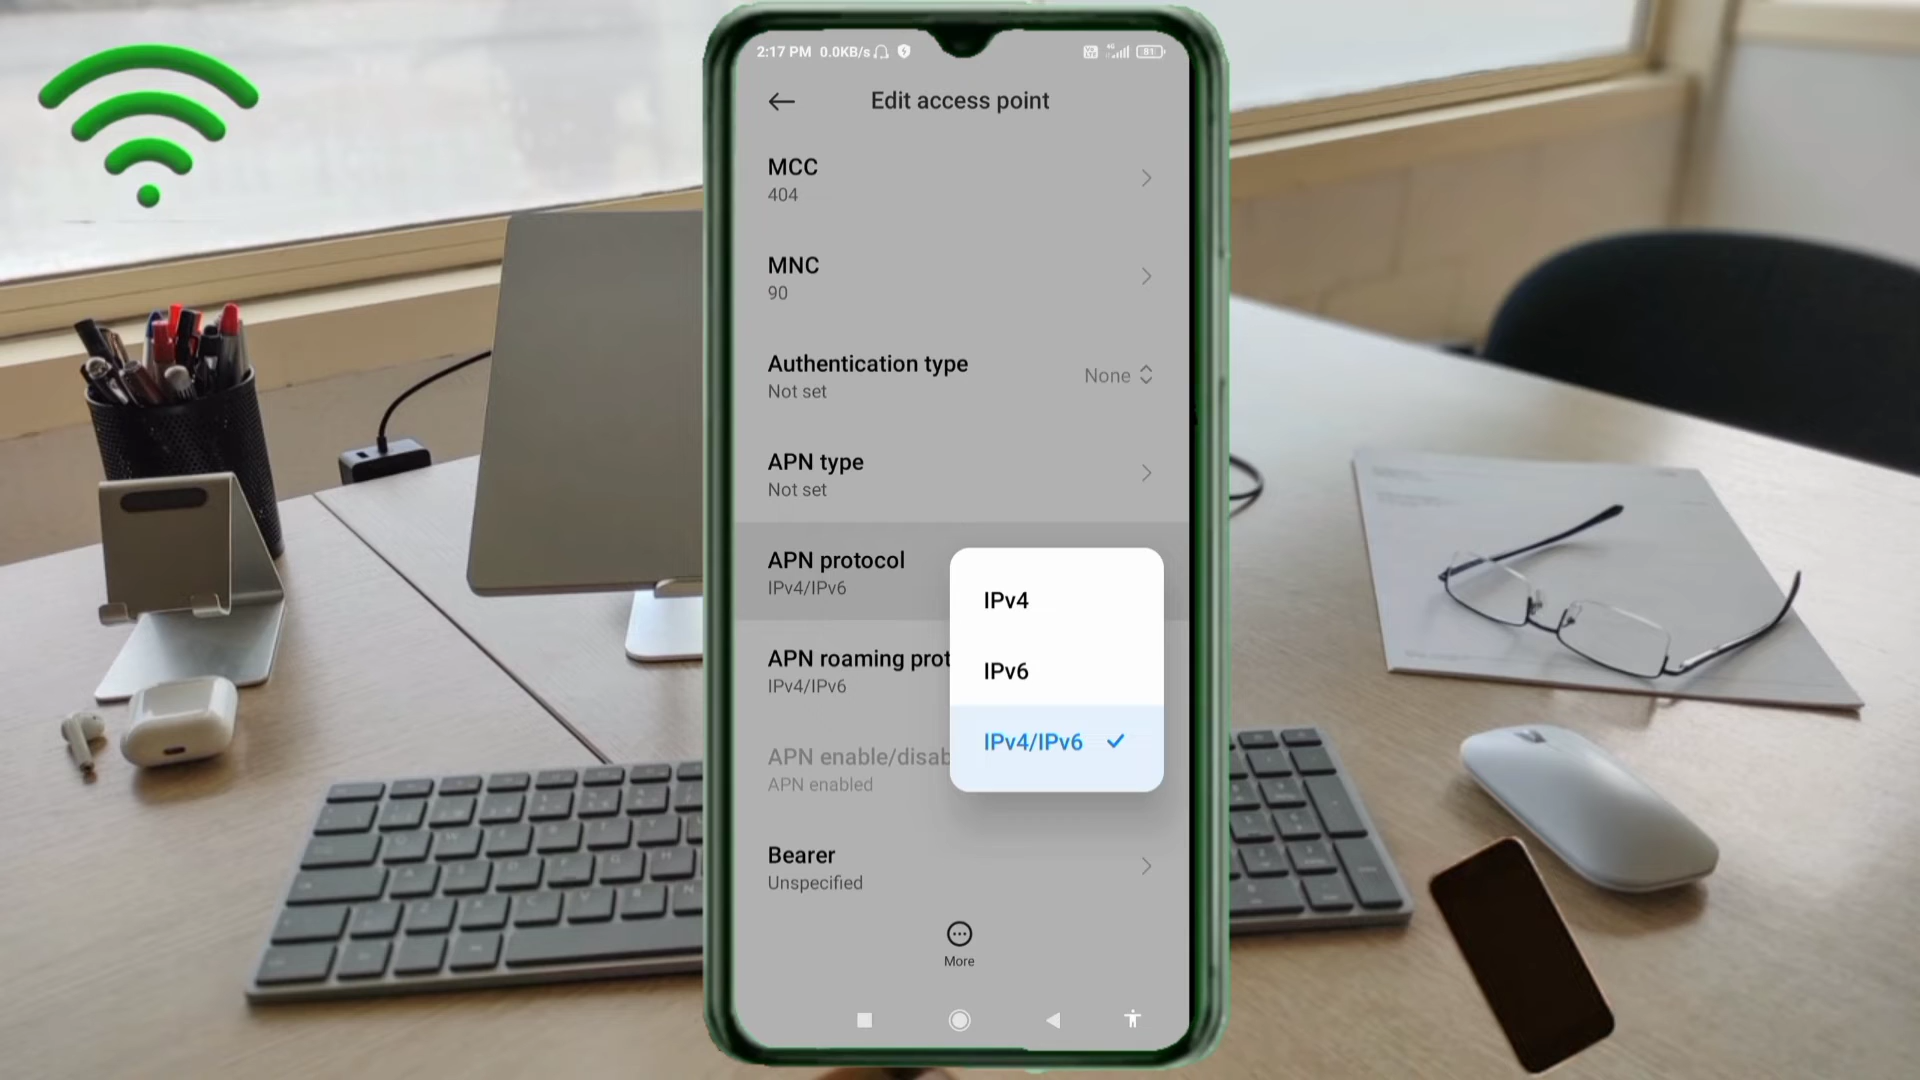 2:17 PM 0.0KB/s 4G 81
Edit access point
MCC
404
MNC
90
Authentication type
Not set
None
APN type
Not set
APN protocol
IPv4/IPv6
IPv4
IPv6
IPv4/IPv6
APN roaming prot
IPv4/IPv6
APN enable/disab
APN enabled
Bearer
Unspecified
More